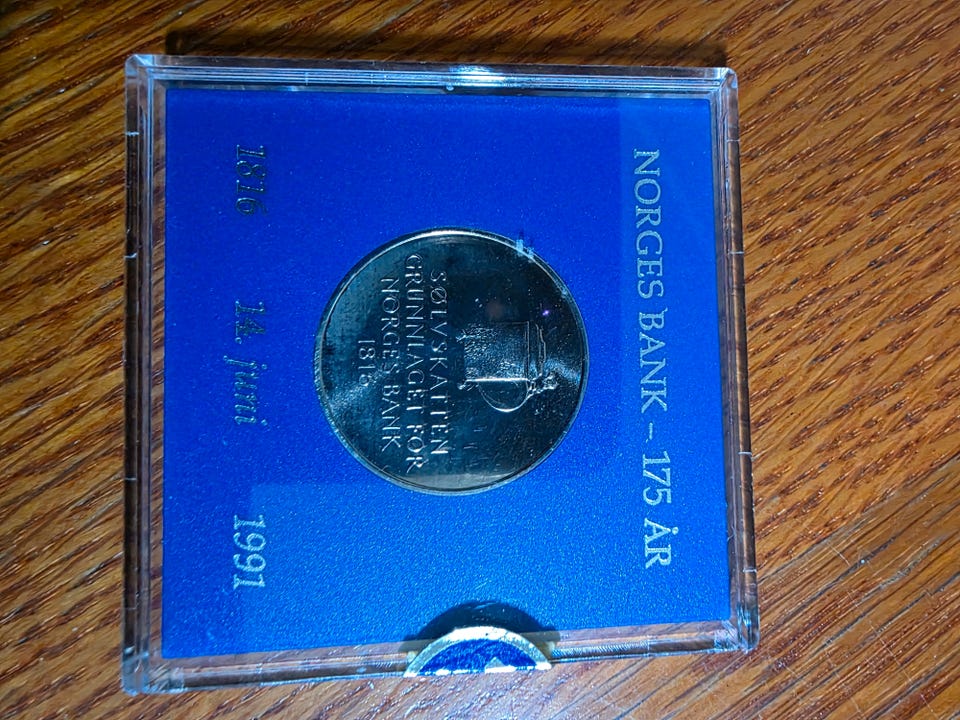 NORGES BANK – 175 ÅR
SØLVSKATTEN
GRUNNLAGET FOR
NORGES BANK
1816
1816 14. juni 1991